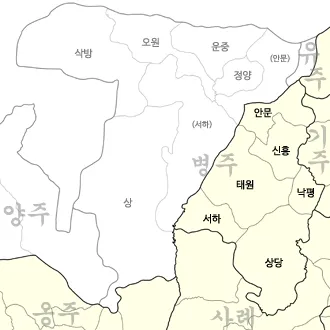 삭방
오원
운중
(안문)
유주
정양
안문
(서하)
신흥
기주
병주
태원
낙평
상
양주
서하
상당
옹주
사례